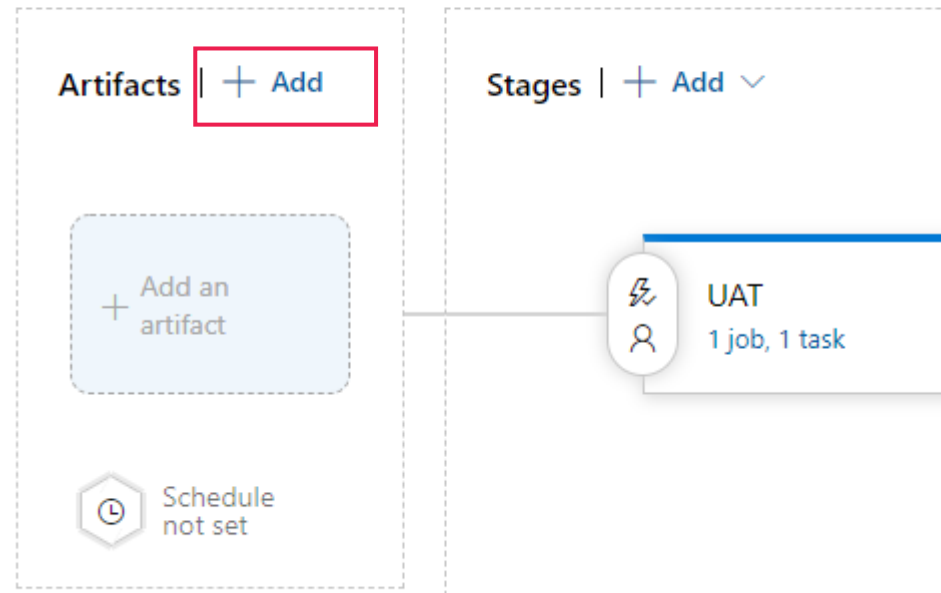 Artifacts | + Add
Stages | + Add
Add an
artifact
UAT
1 job, 1 task
Schedule
not set